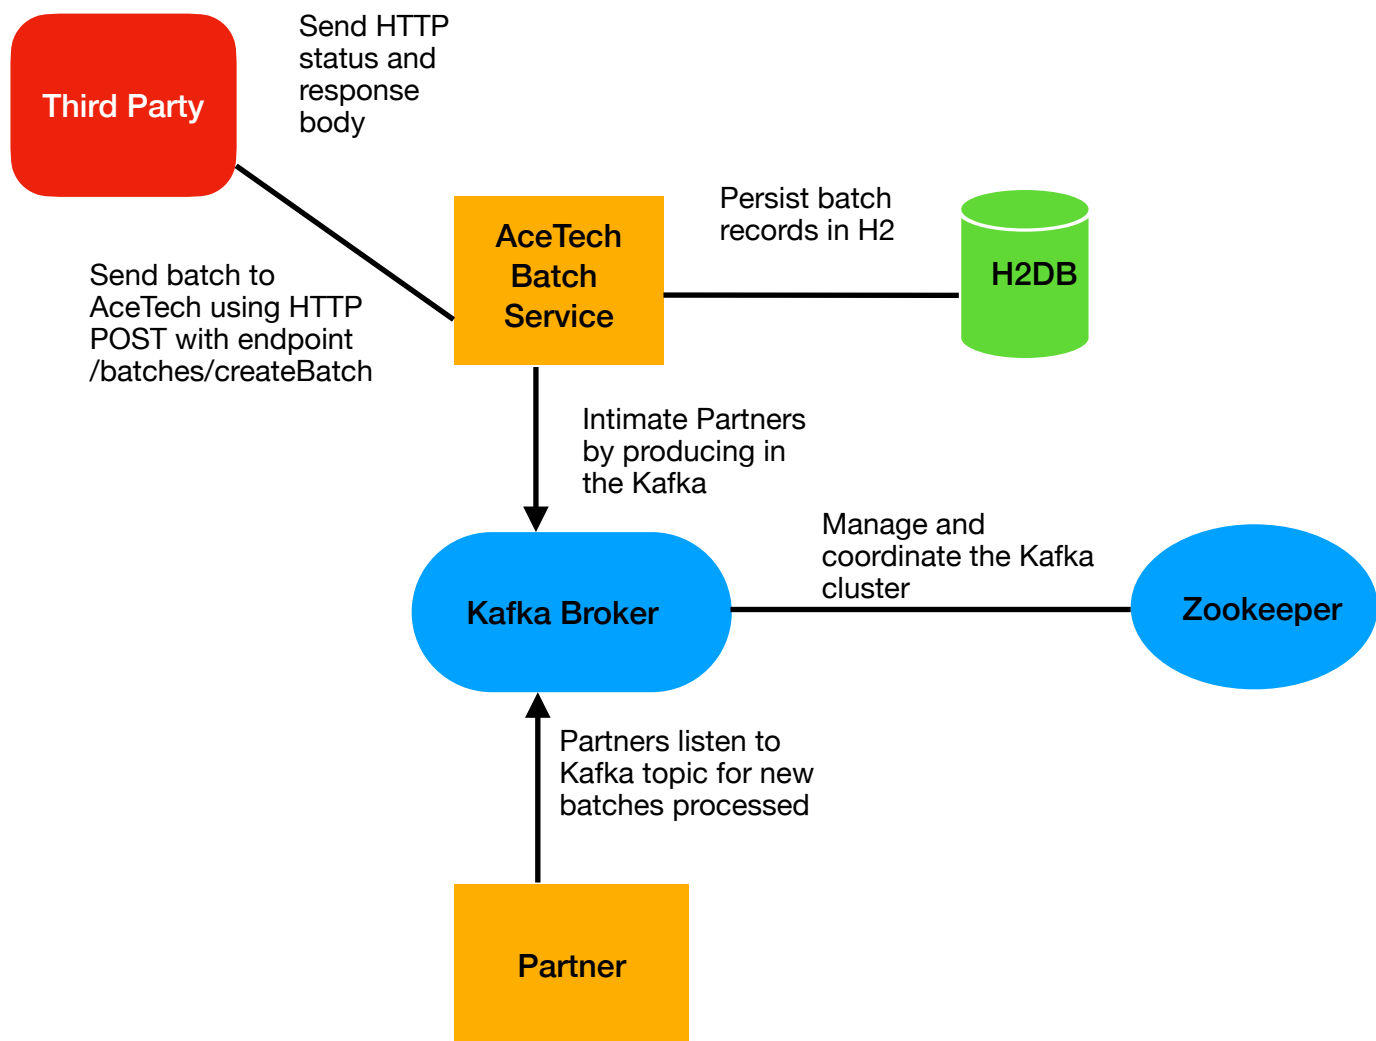 Send HTTP
status and
response
body
Third Party
Persist batch
records in H2
AceTech
Batch
Service
H2DB
Send batch to
AceTech using HTTP
POST with endpoint
/batches/createBatch
Intimate Partners
by producing in
the Kafka
Manage and
coordinate the Kafka
cluster
Kafka Broker
Zookeeper
Partners listen to
Kafka topic for new
batches processed
Partner